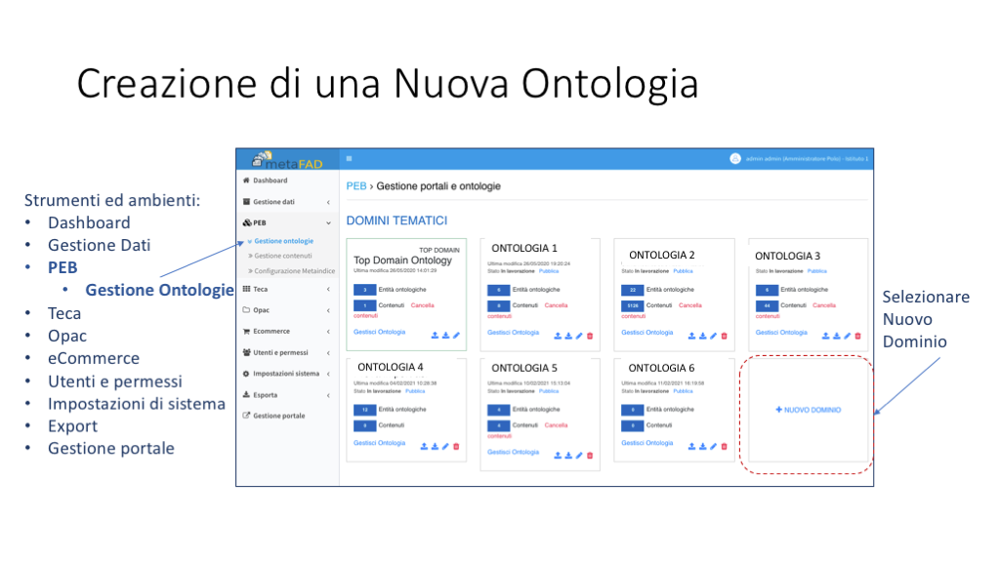 Creazione di una Nuova Ontologia
Strumenti ed ambienti:
• Dashboard
• Gestione Dati
• PEB
• Gestione Ontologie
• Teca
• Opac
• eCommerce
• Utenti e permessi
• Impostazioni di sistema
• Export
• Gestione portale
metaFAD
admin admin (Amministratore Polo) - Istituto 1
Dashboard
Gestione dati
PEB
Gestione ontologie
Gestione contenuti
Configurazione Metaindice
Teca
Opac
Ecommerce
Utenti e permessi
Impostazioni sistema
Esporta
Gestione portale
PEB › Gestione portali e ontologie
DOMINI TEMATICI
TOP DOMAIN
Top Domain Ontology
Ultima modifica 26/05/2020 14:01:29
3 Entità ontologiche
1 Contenuti Cancella
contenuti
Gestisci Ontologia
ONTOLOGIA 1
Ultima modifica 26/05/2020 19:20:24
Stato In lavorazione Pubblica
6 Entità ontologiche
9 Contenuti Cancella
contenuti
Gestisci Ontologia
ONTOLOGIA 2
Stato In lavorazione Pubblica
22 Entità ontologiche
5126 Contenuti Cancella
contenuti
Gestisci Ontologia
ONTOLOGIA 3
Stato In lavorazione Pubblica
6 Entità ontologiche
44 Contenuti Cancella
contenuti
Gestisci Ontologia
ONTOLOGIA 4
Ultima modifica 04/02/2021 10:26:36
Stato In lavorazione Pubblica
12 Entità ontologiche
0 Contenuti
Gestisci Ontologia
ONTOLOGIA 5
Ultima modifica 10/02/2021 15:13:04
Stato In lavorazione Pubblica
Entità ontologiche
Contenuti Cancella
contenuti
Gestisci Ontologia
ONTOLOGIA 6
Ultima modifica 11/02/2021 16:19:58
Stato In lavorazione Pubblica
Entità ontologiche
Contenuti
Gestisci Ontologia
+ NUOVO DOMINIO
Selezionare
Nuovo
Dominio